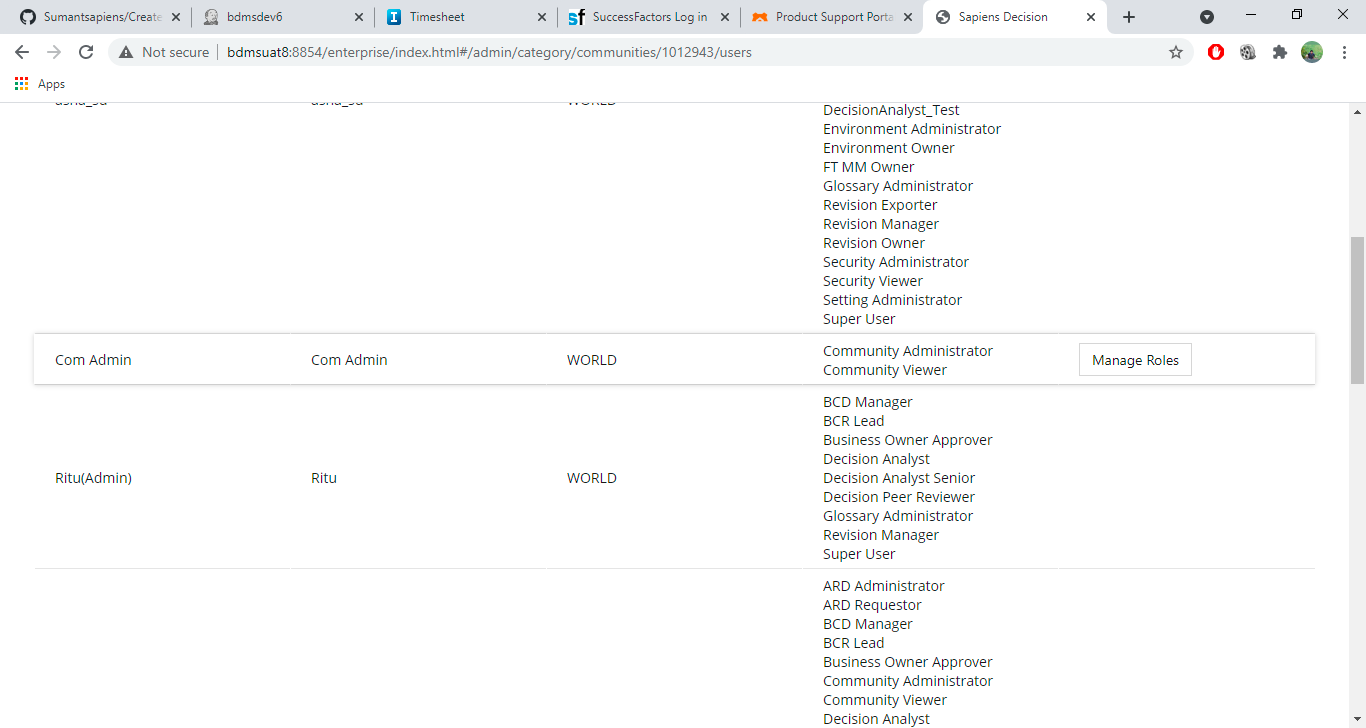 Sumantsapiens/Create
bdmsdev6
Timesheet
SuccessFactors Log in
Product Support Porta
Sapiens Decision
Not secure
bdmsuat8:8854/enterprise/index.html#/admin/category/communities/1012943/users
Apps
DecisionAnalyst_Test
Environment Administrator
Environment Owner
FT MM Owner
Glossary Administrator
Revision Exporter
Revision Manager
Revision Owner
Security Administrator
Security Viewer
Setting Administrator
Super User
Com Admin Com Admin WORLD
Community Administrator
Community Viewer
Manage Roles
Ritu(Admin) Ritu WORLD
BCD Manager
BCR Lead
Business Owner Approver
Decision Analyst
Decision Analyst Senior
Decision Peer Reviewer
Glossary Administrator
Revision Manager
Super User
ARD Administrator
ARD Requestor
BCD Manager
BCR Lead
Business Owner Approver
Community Administrator
Community Viewer
Decision Analyst